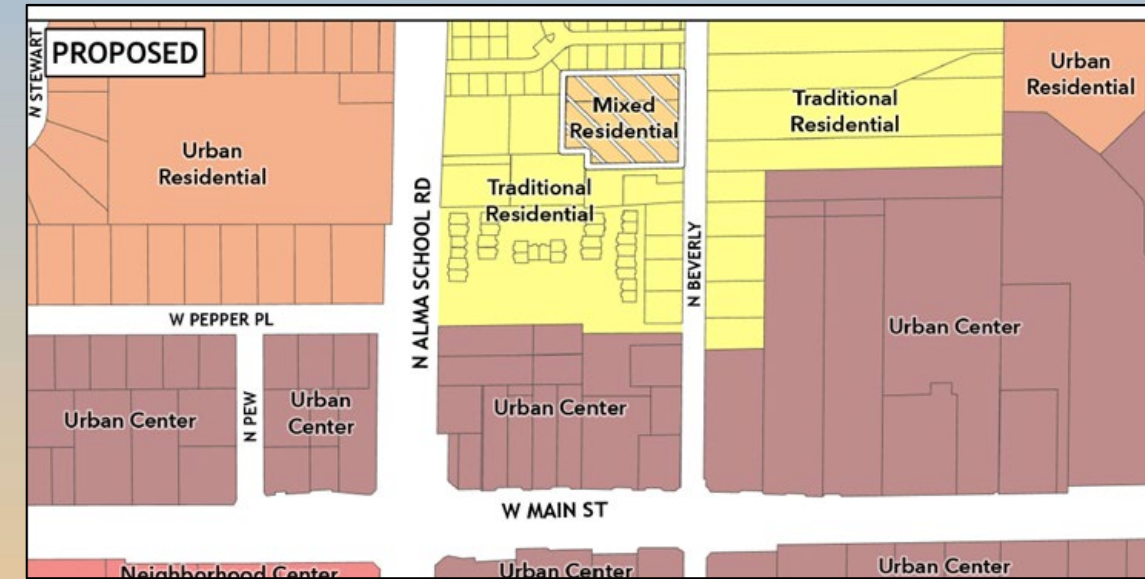 N STEWART
PROPOSED
Urban
Residential
Mixed
Residential
Traditional
Residential
Urban
Residential
Traditional
Residential
N ALMA SCHOOL RD
N BEVERLY
W PEPPER PL
Urban Center
Urban Center
N PEW
Urban
Center
Urban Center
W MAIN ST
Neighborhood Center
Urban Center
Urban Center